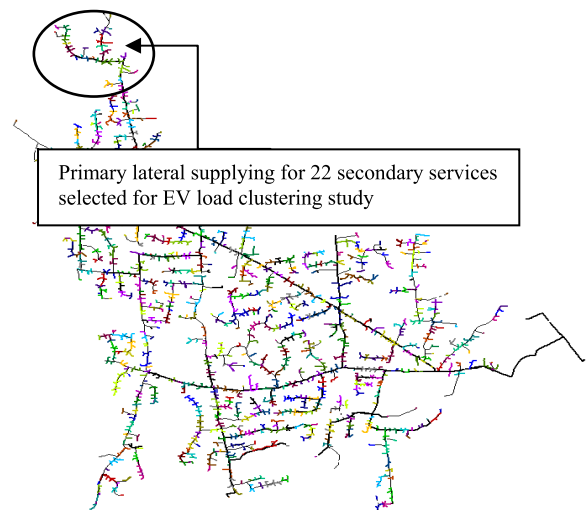 Primary lateral supplying for 22 secondary services
selected for EV load clustering study